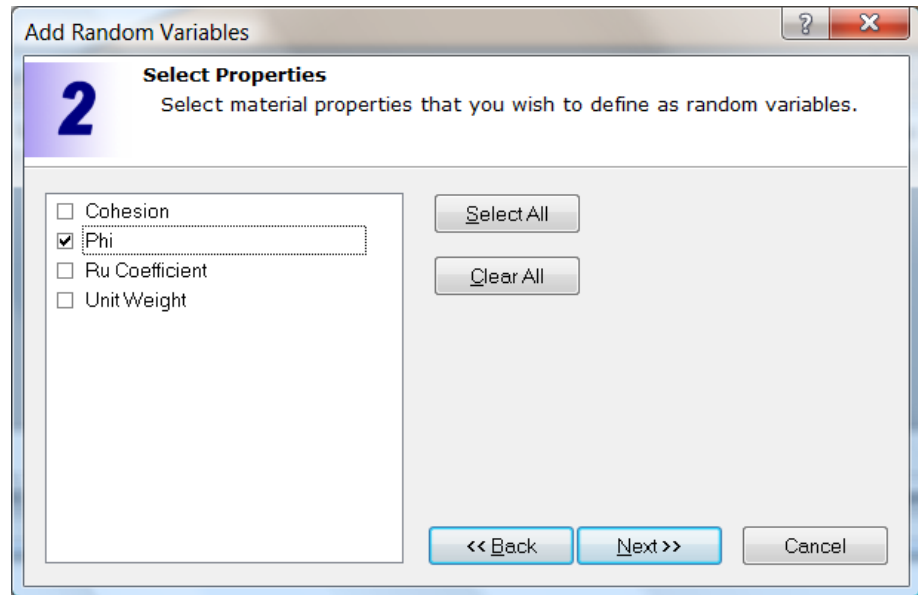 Add Random Variables
?
X
2
Select Properties
Select material properties that you wish to define as random variables.
Cohesion
Phi
Ru Coefficient
Unit Weight
Select All
Clear All
<< Back
Next >>
Cancel